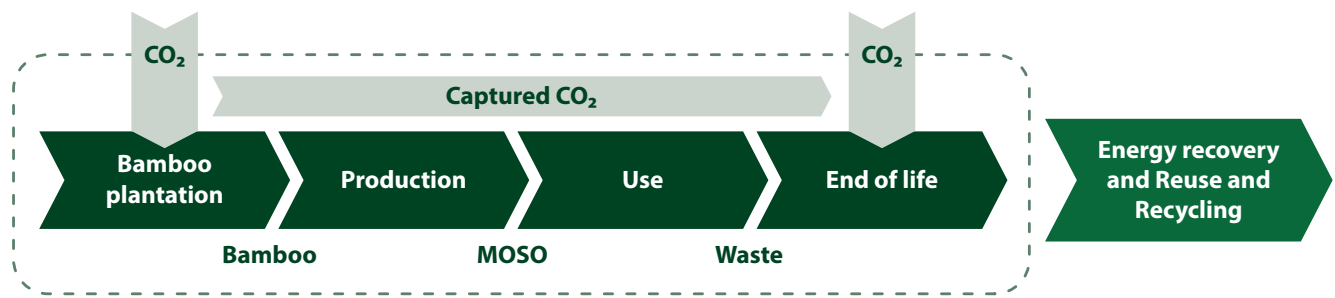 CO₂
CO₂
Captured CO₂
Bamboo
plantation
Production
Use
End of life
Energy recovery
and Reuse and
Recycling
Bamboo
MOSO
Waste